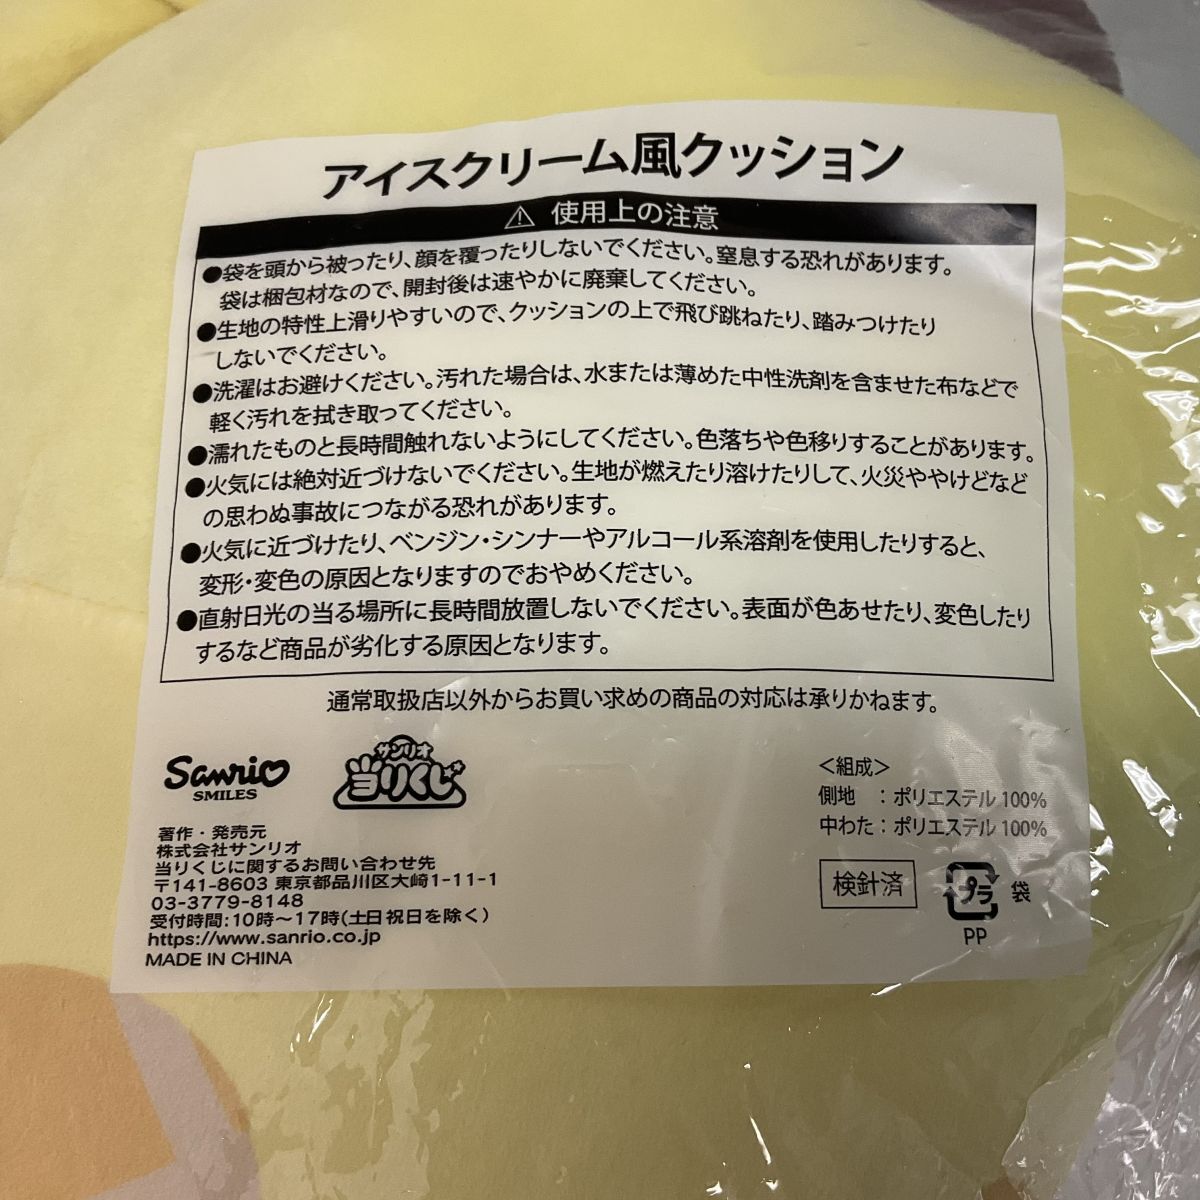 アイスクリーム風クッション
⚠ 使用上の注意
●袋を頭から被ったり、顔を覆ったりしないでください。窒息する恐れがあります。
袋は梱包材なので、開封後は速やかに廃棄してください。
●生地の特性上滑りやすいので、クッションの上で飛び跳ねたり、踏みつけたり
しないでください。
●洗濯はお避けください。汚れた場合は、水または薄めた中性洗剤を含ませた布などで
軽く汚れを拭き取ってください。
●濡れたものと長時間触れないようにしてください。色落ちや色移りすることがあります。
●火気には絶対近づけないでください。生地が燃えたり溶けたりして、火災ややけどなど
の思わぬ事故につながる恐れがあります。
●火気に近づけたり、ベンジン・シンナーやアルコール系溶剤を使用したりすると、
変形・変色の原因となりますのでおやめください。
●直射日光の当る場所に長時間放置しないでください。表面が色あせたり、変色したり
するなど商品が劣化する原因となります。
通常取扱店以外からお買い求めの商品の対応は承りかねます。
Sanrio
SMILES
サンリオ
当りくじ
著作・発売元
株式会社サンリオ
当りくじに関するお問い合わせ先
〒141-8603 東京都品川区大崎1-11-1
03-3779-8148
受付時間:10時～17時(土日祝日を除く)
https://www.sanrio.co.jp
MADE IN CHINA
＜組成＞
側地 : ポリエステル 100%
中わた : ポリエステル 100%
検針済
プラ 袋
PP